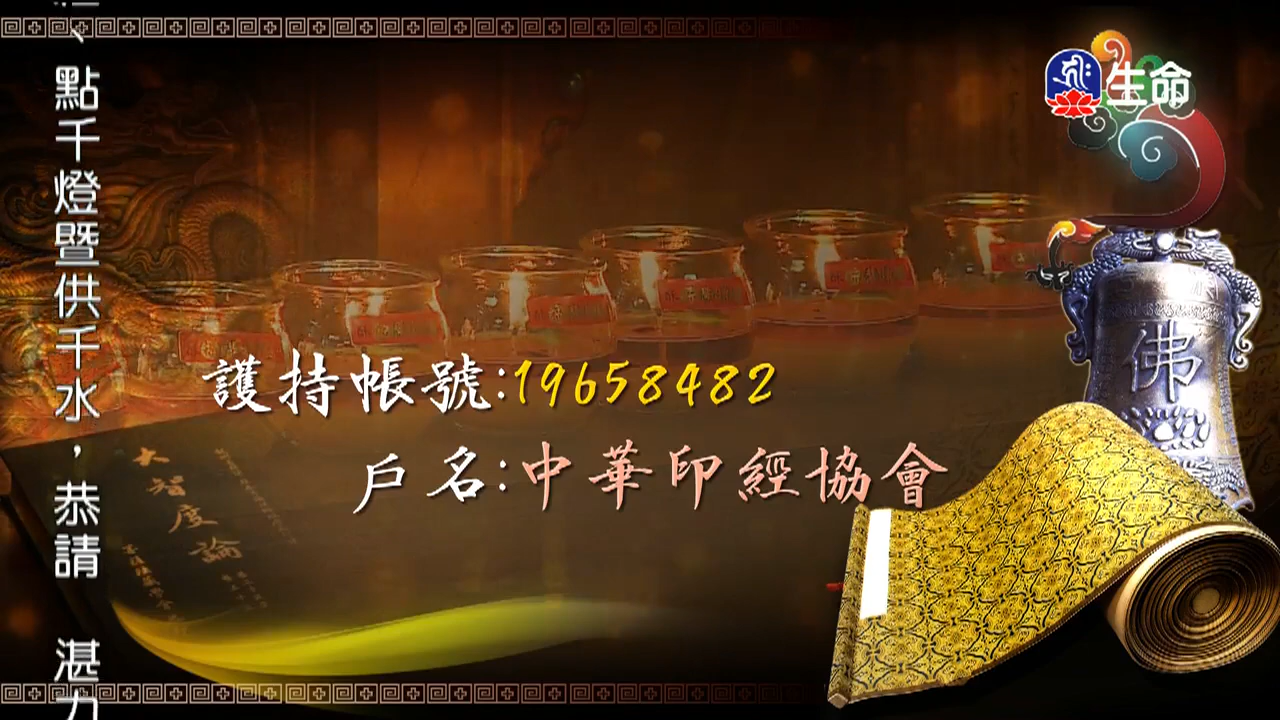 、點千燈暨供千水，恭請 湛力
生命
佛
護持帳號:19658482
戶名:中華印經協會
大智度論